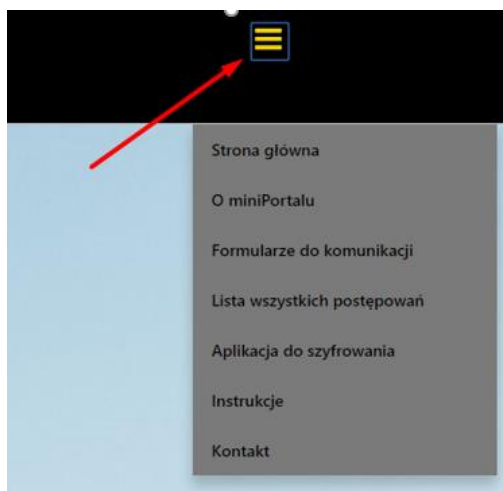 Strona główna
O miniPortalu
Formularze do komunikacji
Lista wszystkich postępowań
Aplikacja do szyfrowania
Instrukcje
Kontakt